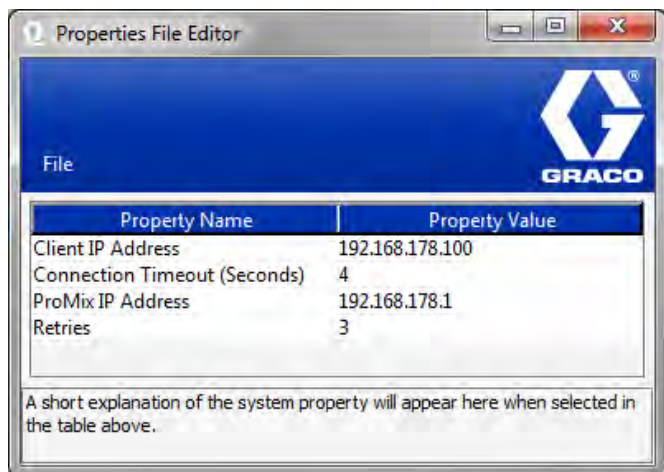 Properties File Editor
®
File
GRACO
Property Name Property Value
Client IP Address 192.168.178.100
Connection Timeout (Seconds) 4
ProMix IP Address 192.168.178.1
Retries 3
A short explanation of the system property will appear here when selected in
the table above.